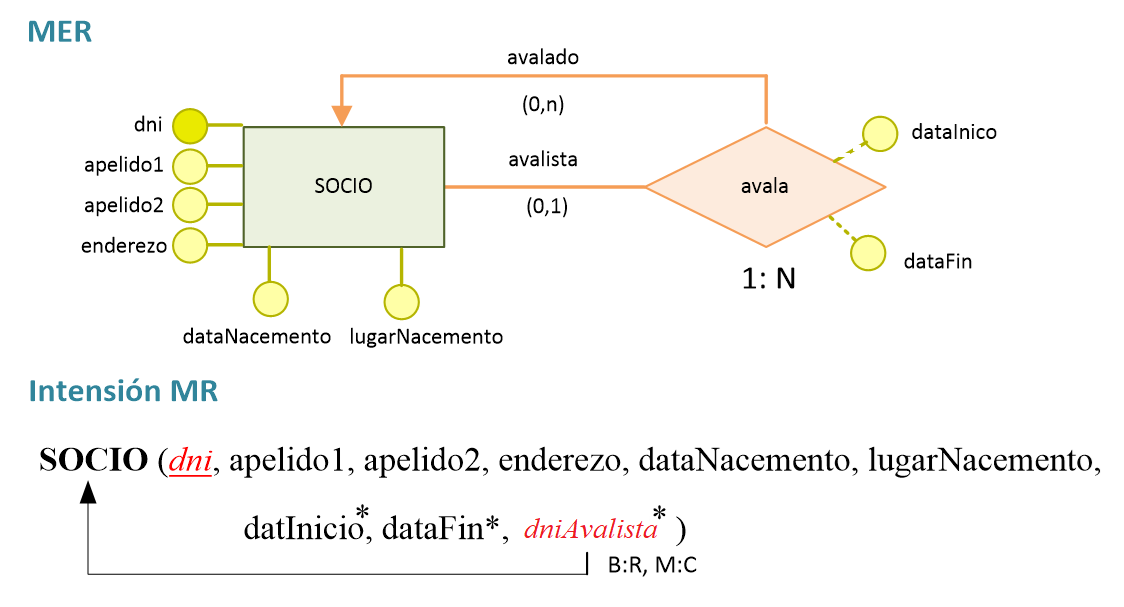 MER
avalado
(0,n)
dni
apelido1
apelido2
enderezo
SOCIO
avalista
(0,1)
avala
dataInico
dataFin
1: N
dataNacemento
lugarNacemento
Intensión MR
SOCIO (dni, apelido1, apelido2, enderezo, dataNacemento, lugarNacemento,
datInicio*, dataFin*, dniAvalista* )
B:R, M:C